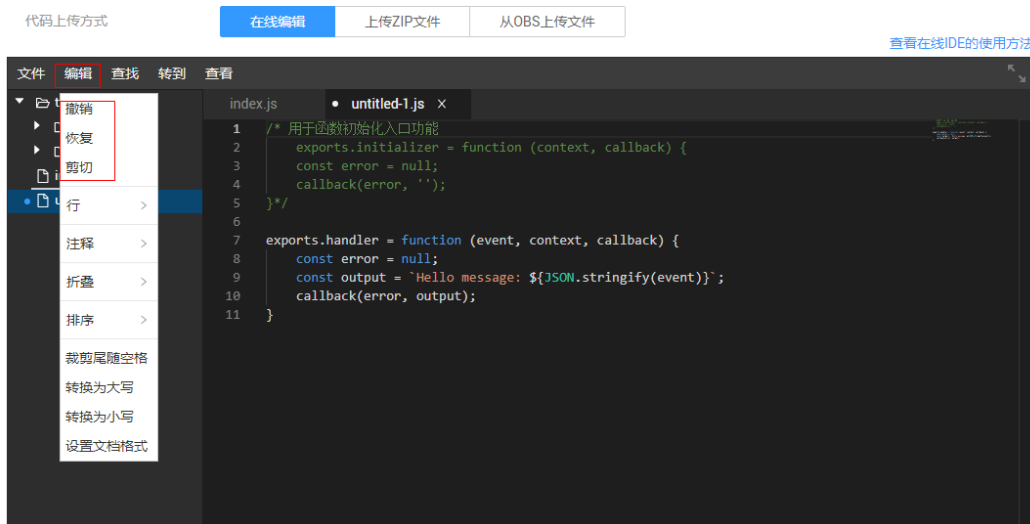 代码上传方式 在线编辑 上传ZIP文件 从OBS上传文件
查看在线IDE的使用方法
文件 编辑 查找 转到 查看
index.js ● untitled-1.js X
撤销
恢复
剪切
行 >
注释 >
折叠 >
排序 >
裁剪尾随空格
转换为大写
转换为小写
设置文档格式
1 /* 用于函数初始化入口功能
2 exports.initializer = function (context, callback) {
3 const error = null;
4 callback(error, '');
5 }*/
6
7 exports.handler = function (event, context, callback) {
8 const error = null;
9 const output = `Hello message: ${JSON.stringify(event)}`;
10 callback(error, output);
11 }